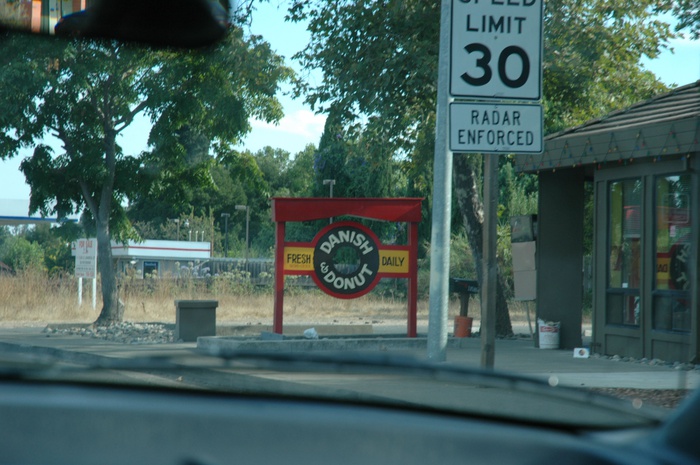 SPEED
LIMIT
30
RADAR
ENFORCED
DANISH
FRESH & DAILY
DONUT